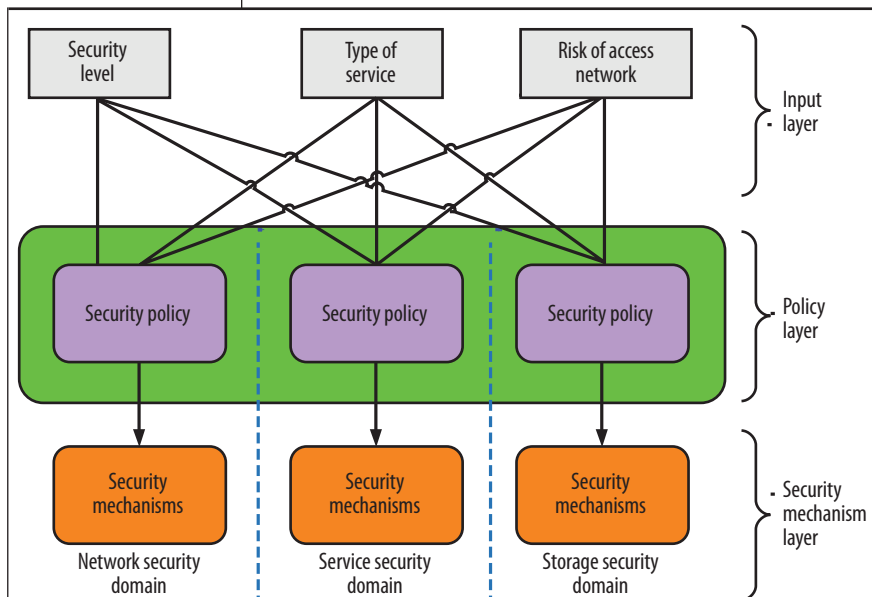 Security
level
Type of
service
Risk of access
network
Input
layer
Security policy
Security policy
Security policy
Policy
layer
Security
mechanisms
Security
mechanisms
Security
mechanisms
Security
mechanism
layer
Network security
domain
Service security
domain
Storage security
domain